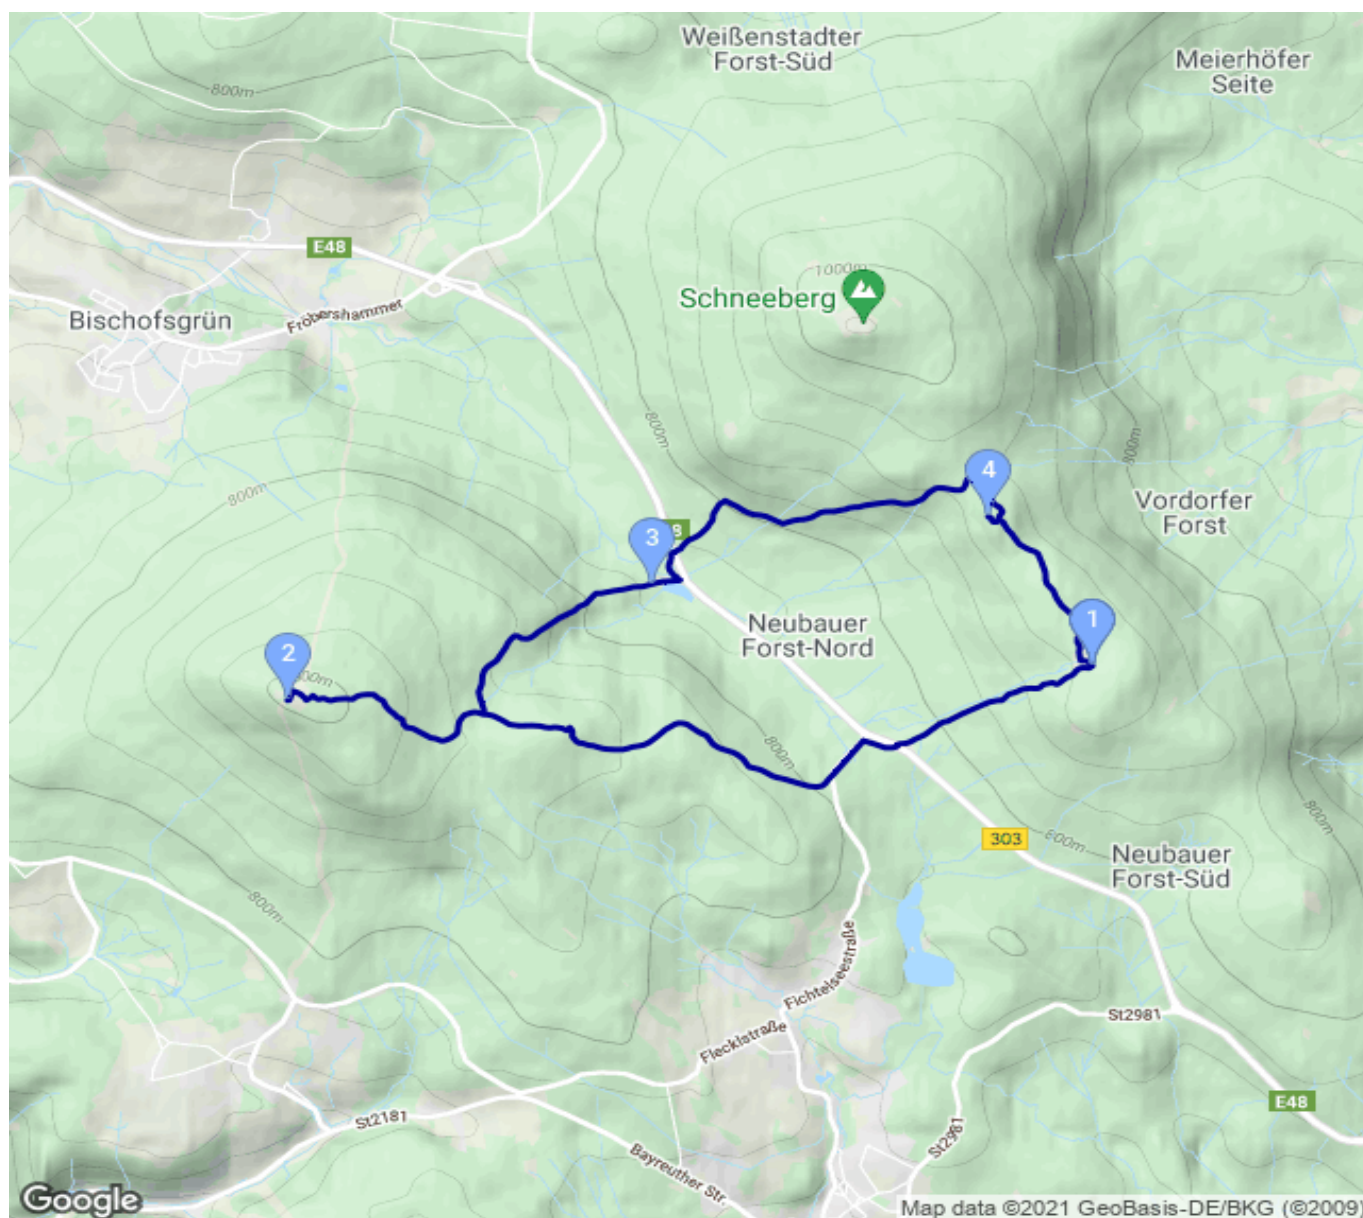 Weißenstadter
Forst-Süd
Meierhöfer
Seite
800m
E48
1000m
Schneeberg
Fröbershammer
Bischofsgrün
800m
800m
800m
4
Vordorfer
Forst
8
3
1
Neubauer
Forst-Nord
2
800m
303
800m
Neubauer
Forst-Süd
800m
800m
Fichtelseestraße
Flecklstraße
St2981
E48
St2181
St2981
Bayreuther Str.
Google
Map data ©2021 GeoBasis-DE/BKG (©2009)